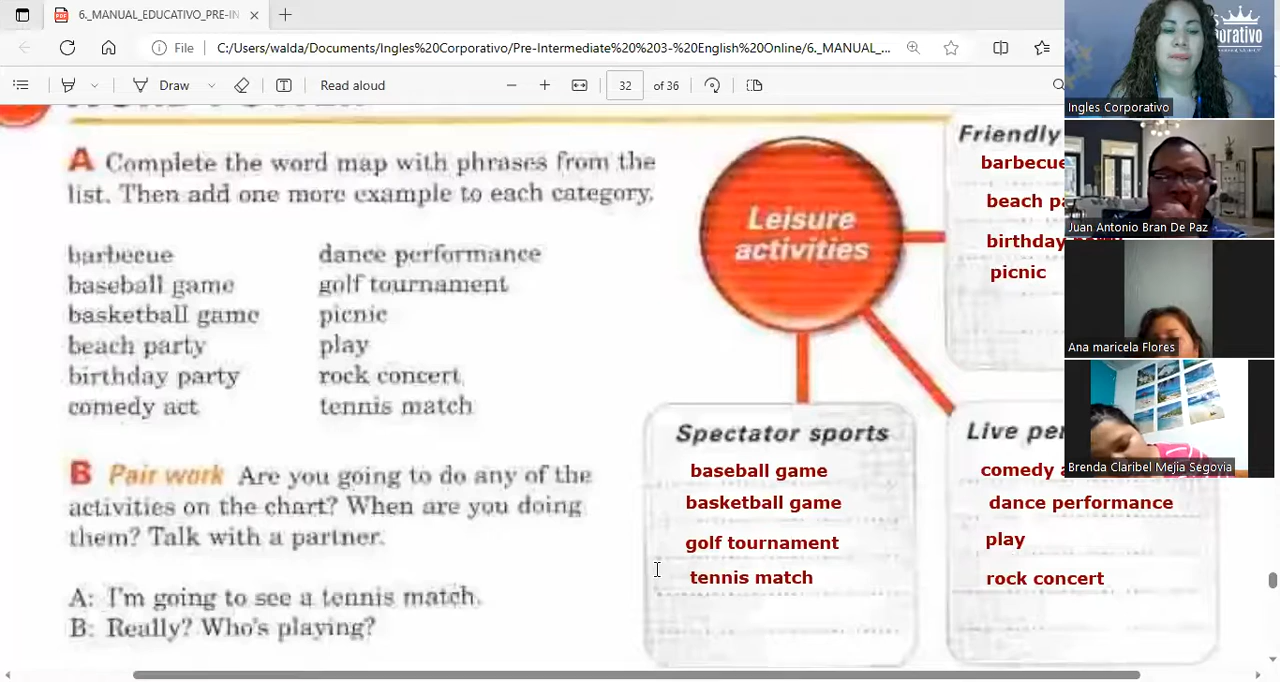 6._MANUAL_EDUCATIVO_PRE-IN
File
C:/Users/walda/Documents/Ingles%20Corporativo/Pre-Intermediate%20%203-%20English%20Online/6._MANUAL_...
Draw
Read aloud
32 of 36
A Complete the word map with phrases from the
list. Then add one more example to each category.
barbecue
baseball game
basketball game
beach party
birthday party
comedy act
dance performance
golf tournament
picnic
play
rock concert
tennis match
B Pair work Are you going to do any of the
activities on the chart? When are you doing
them? Talk with a partner.
A: I'm going to see a tennis match.
B: Really? Who's playing?
Leisure
activities
Friendly
barbecue
beach
birthday
picnic
Spectator sports
baseball game
basketball game
golf tournament
tennis match
Live
comedy
dance performance
play
rock concert
Ingles Corporativo
Juan Antonio Bran De Paz
Ana maricela Flores
Brenda Claribel Mejia Segovia